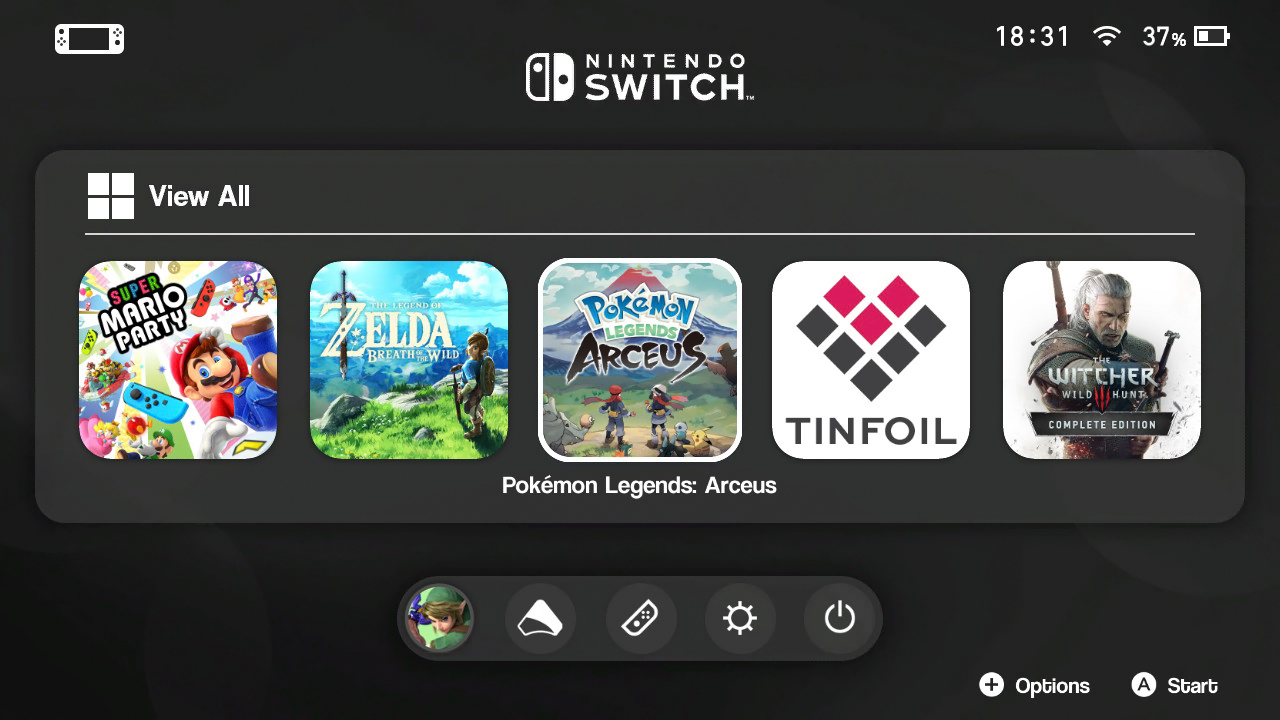 18:31
37%
NINTENDO
SWITCH™
View All
SUPER
MARIO
PARTY
THE LEGEND OF
ZELDA
BREATH OF THE WILD
POKéMON
LEGENDS
ARCEUS
TINFOIL
THE
WITCHER
WILD HUNT
COMPLETE EDITION
Pokémon Legends: Arceus
+ Options
A Start